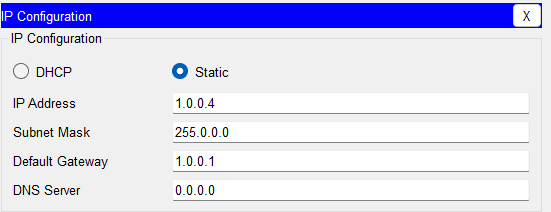 IP Configuration X
IP Configuration
DHCP Static
IP Address 1.0.0.4
Subnet Mask 255.0.0.0
Default Gateway 1.0.0.1
DNS Server 0.0.0.0